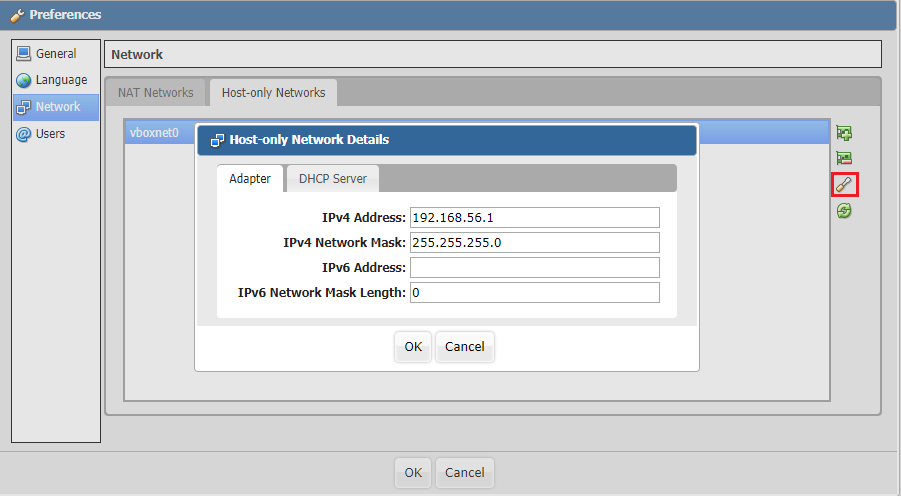 Preferences
General
Language
Network
Users
Network
NAT Networks Host-only Networks
vboxnet0
Host-only Network Details
Adapter DHCP Server
IPv4 Address: 192.168.56.1
IPv4 Network Mask: 255.255.255.0
IPv6 Address:
IPv6 Network Mask Length: 0
OK Cancel
OK Cancel